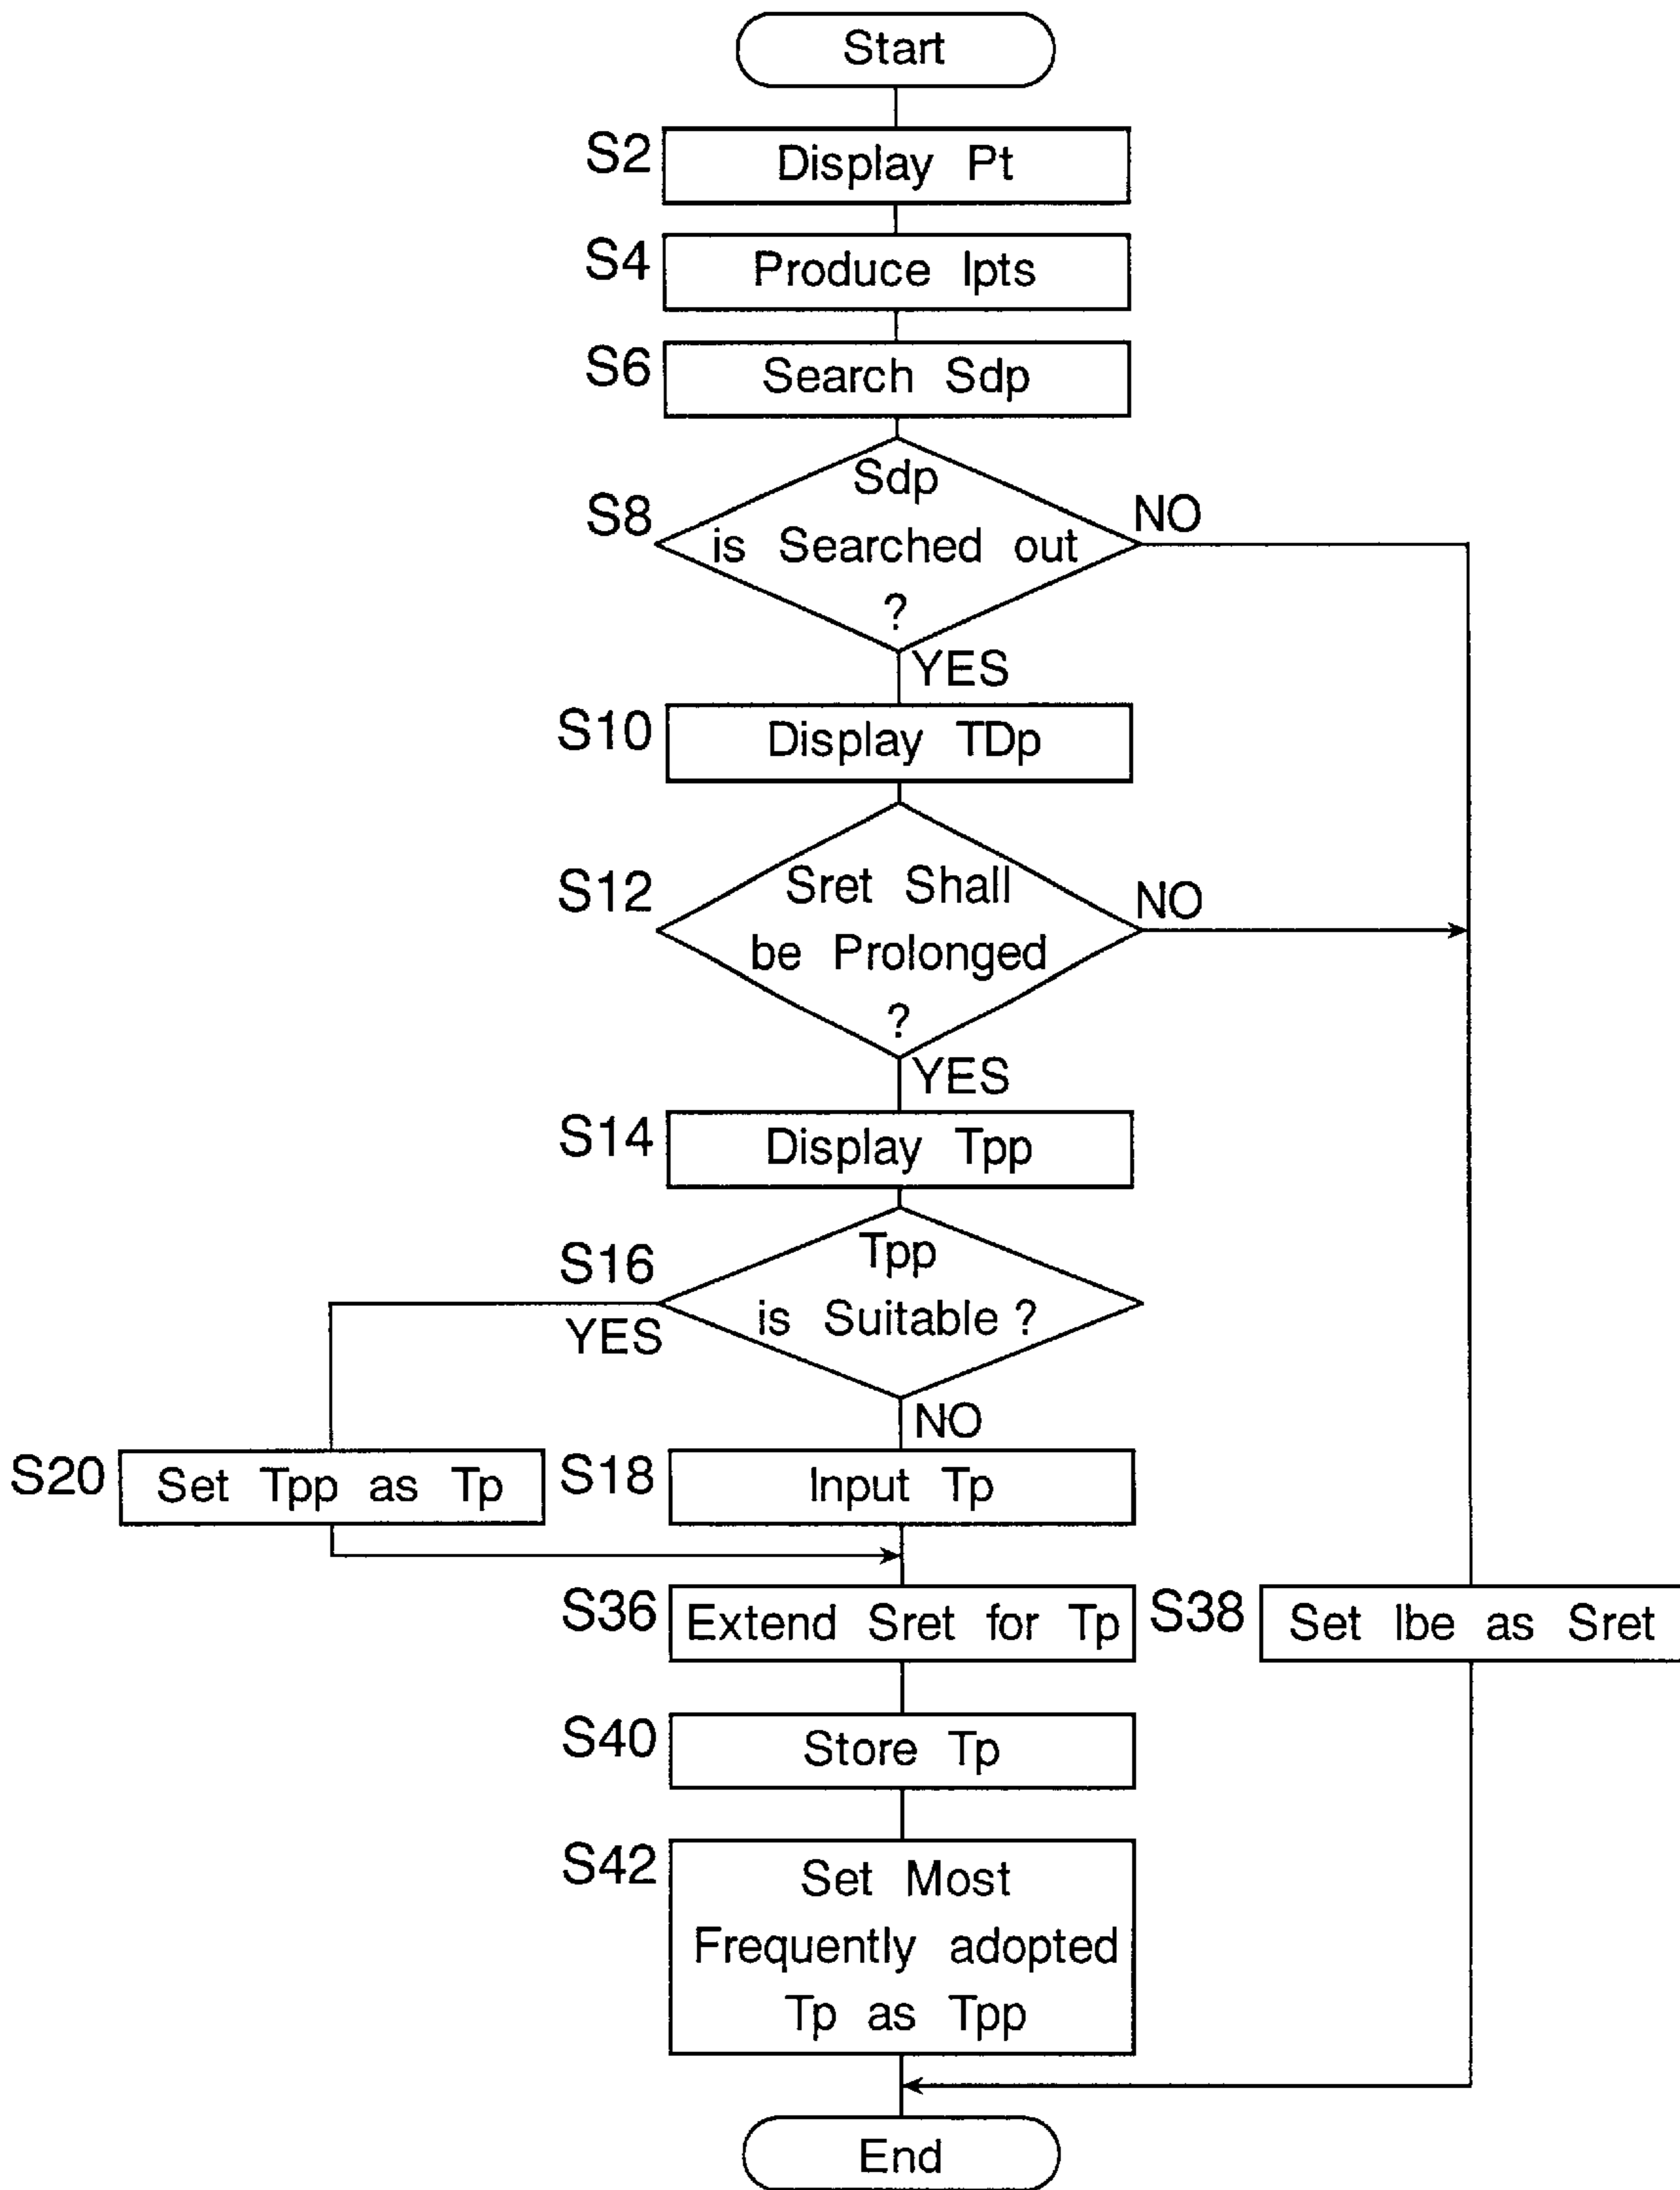 Start
S2
Display Pt
S4
Produce Ipts
S6
Search Sdp
S8
Sdp
is Searched out
?
NO
YES
S10
Display TDp
S12
Sret Shall
be Prolonged
?
NO
YES
S14
Display Tpp
S16
Tpp
is Suitable ?
YES
NO
S20
Set Tpp as Tp
S18
Input Tp
S36
Extend Sret for Tp
S38
Set Ibe as Sret
S40
Store Tp
S42
Set Most
Frequently adopted
Tp as Tpp
End